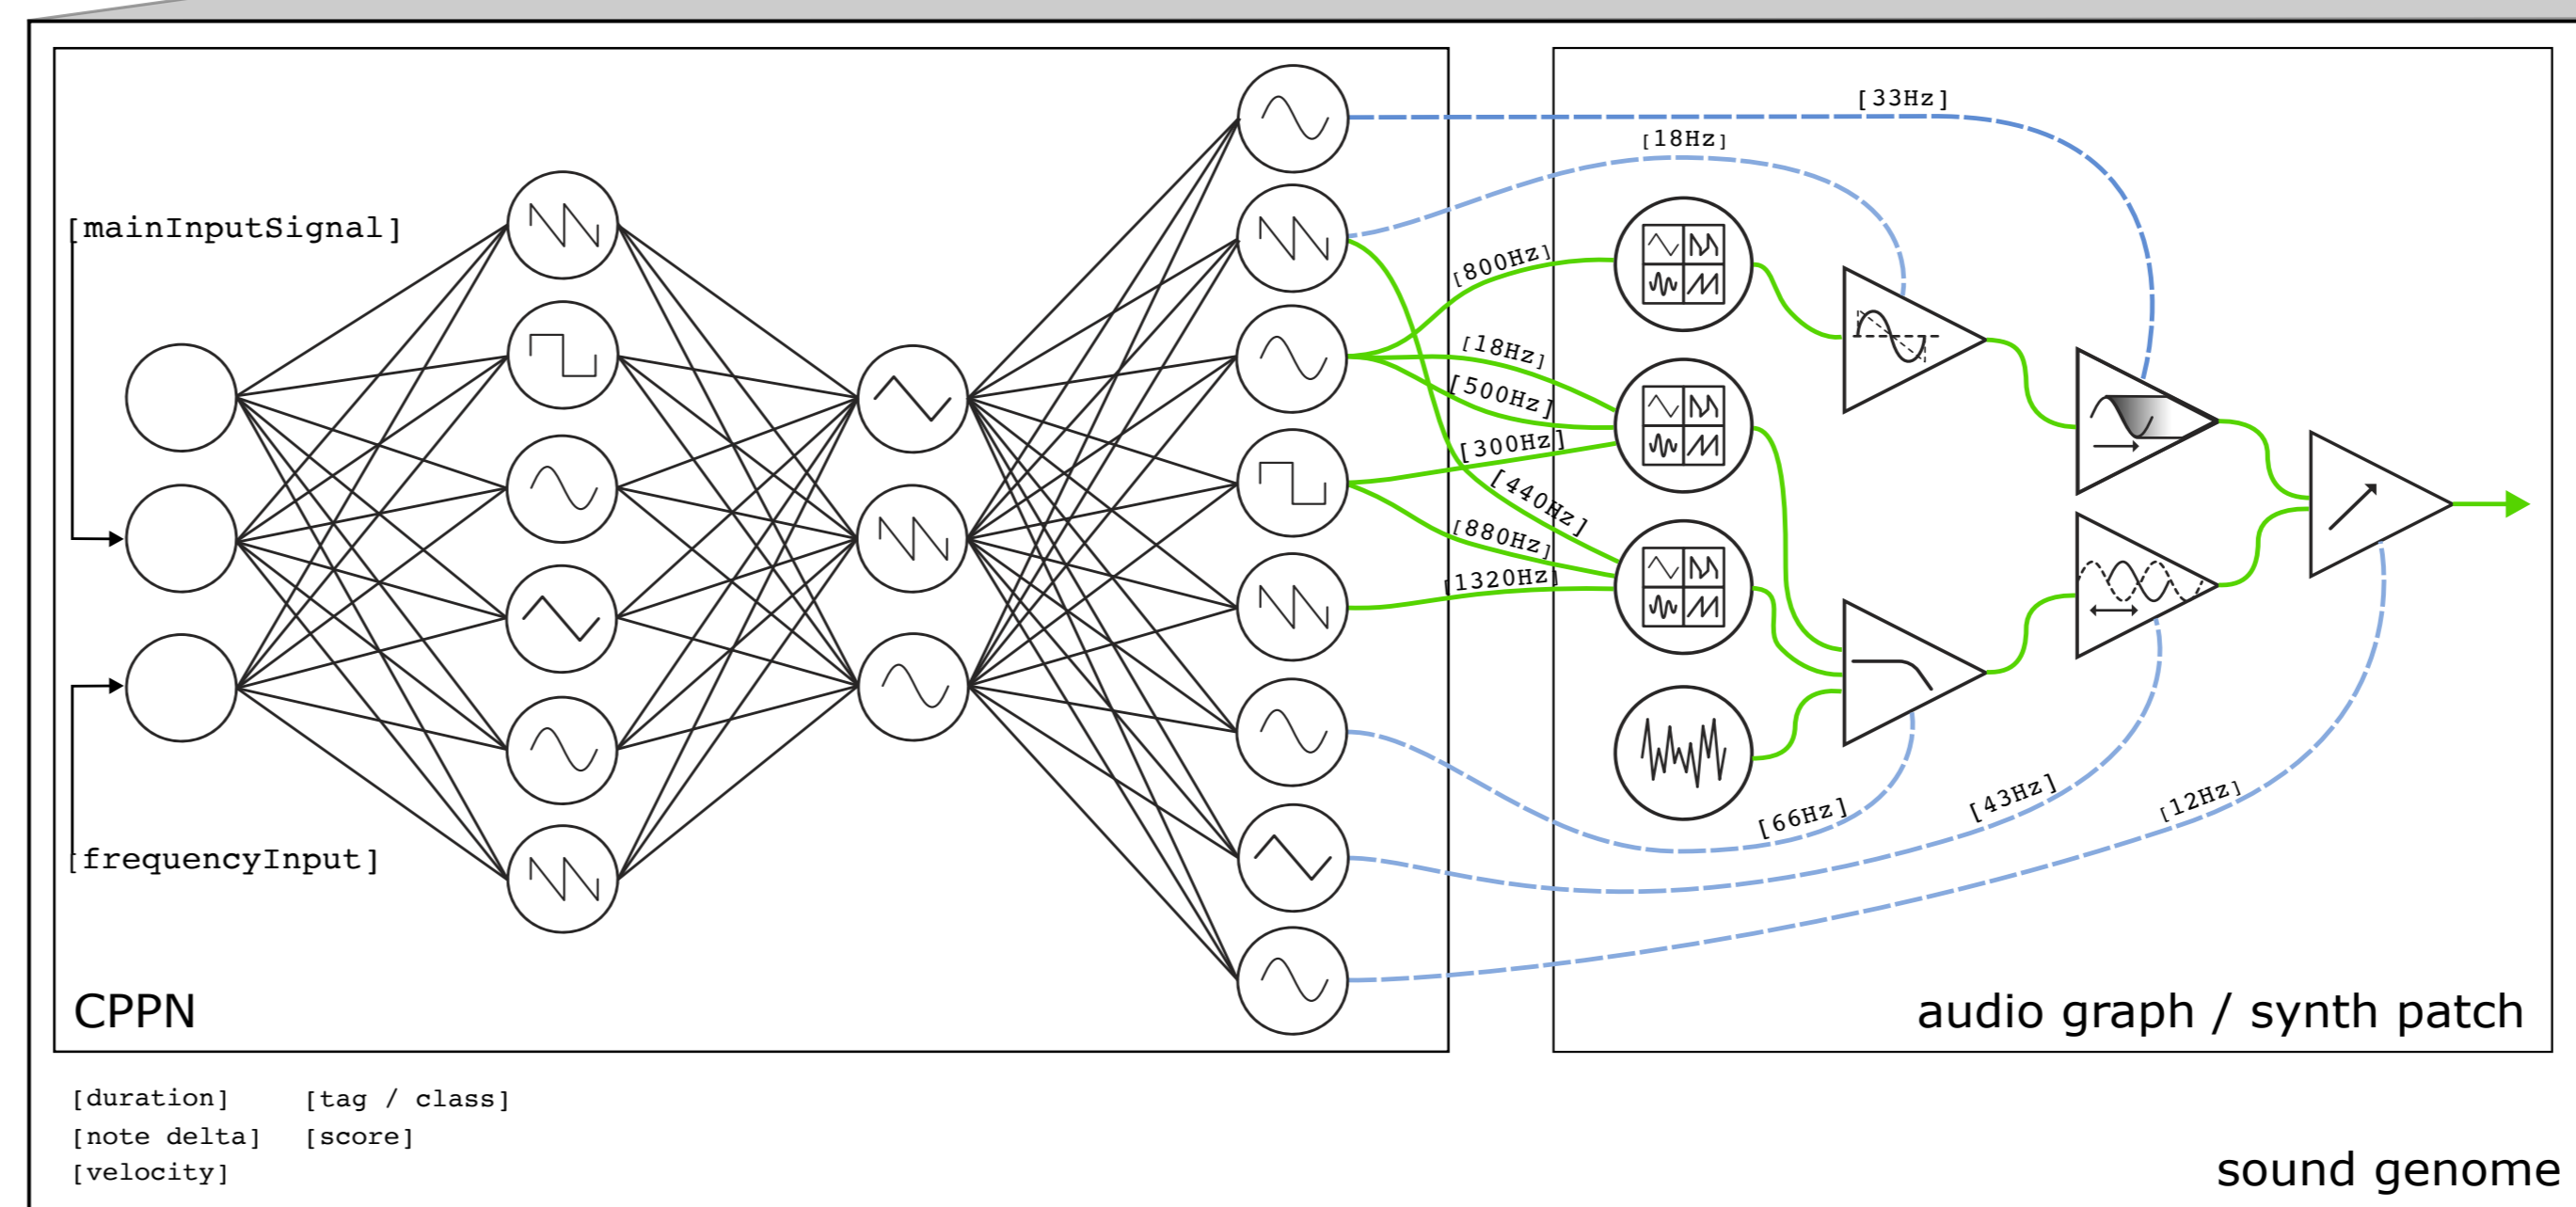 [33Hz]
[18Hz]
[mainInputSignal]
[800Hz]
[18Hz]
[500Hz]
[300Hz]
[440Hz]
[880Hz]
[1320Hz]
[frequencyInput]
[66Hz]
[43Hz]
[12Hz]
CPPN
audio graph / synth patch
[duration] [tag / class]
[note delta] [score]
[velocity]
sound genome